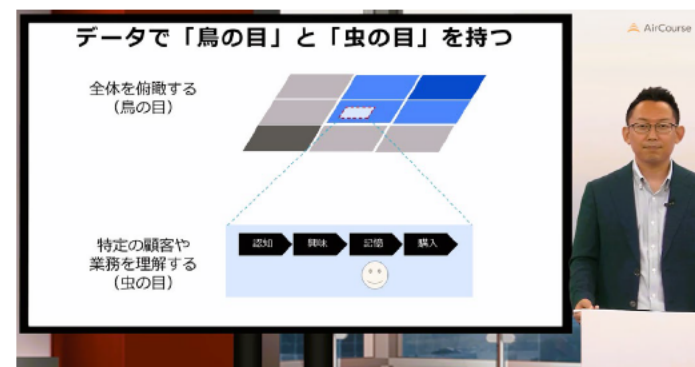 データで「鳥の目」と「虫の目」を持つ
AirCourse
全体を俯瞰する
（鳥の目）
特定の顧客や
業務を理解する
（虫の目）
認知
興味
記憶
購入